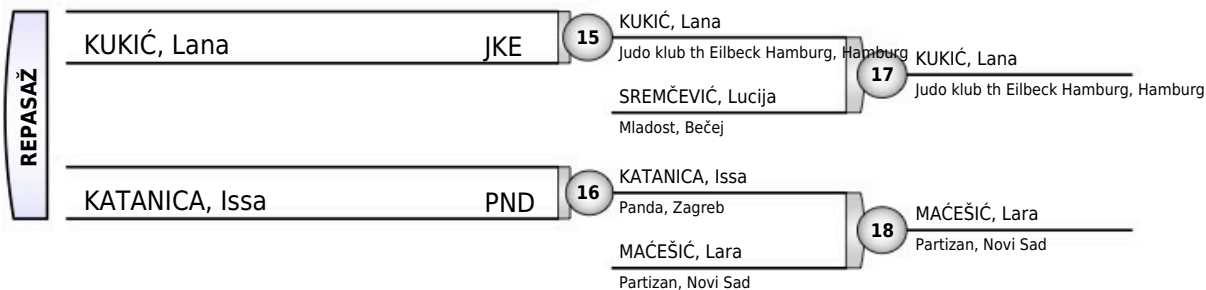 REPASAŽ
KUKIĆ, Lana JKE
15
KUKIĆ, Lana
Judo klub th Eilbeck Hamburg, Hamburg
SREMČEVIĆ, Lucija
Mladost, Bečej
17
KUKIĆ, Lana
Judo klub th Eilbeck Hamburg, Hamburg
KATANICA, Issa PND
16
KATANICA, Issa
Panda, Zagreb
MAĆEŠIĆ, Lara
Partizan, Novi Sad
18
MAĆEŠIĆ, Lara
Partizan, Novi Sad